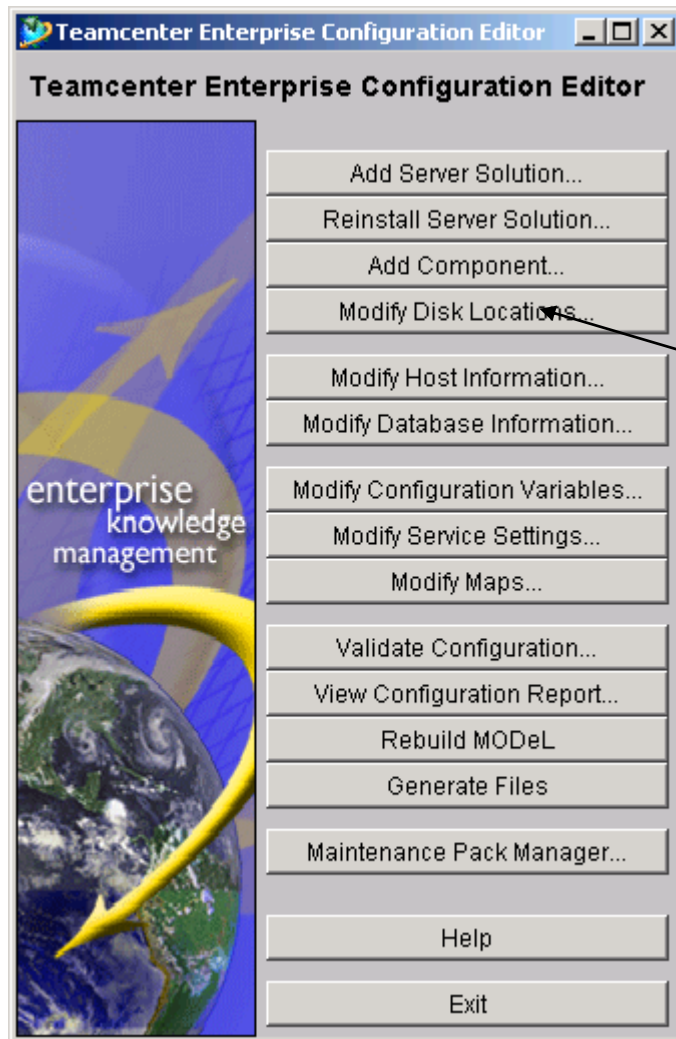 Teamcenter Enterprise Configuration Editor
Teamcenter Enterprise Configuration Editor
enterprise
knowledge
management
Add Server Solution...
Reinstall Server Solution...
Add Component...
Modify Disk Locations...
Modify Host Information...
Modify Database Information...
Modify Configuration Variables...
Modify Service Settings...
Modify Maps...
Validate Configuration...
View Configuration Report...
Rebuild MODeL
Generate Files
Maintenance Pack Manager...
Help
Exit